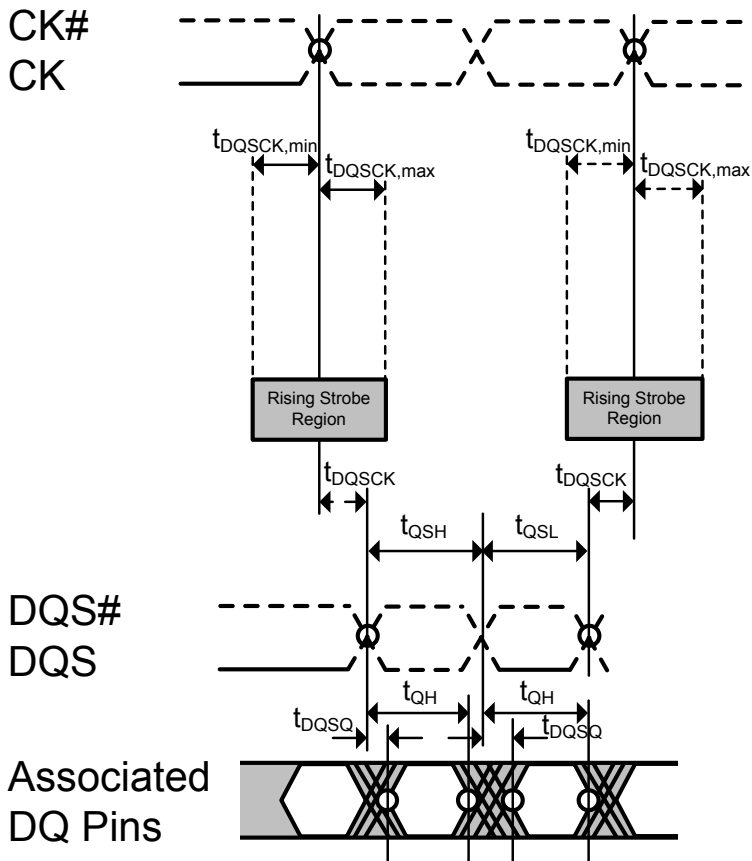 CK#
CK
tDQSCK,min
tDQSCK,max
tDQSCK,min
tDQSCK,max
Rising Strobe
Region
Rising Strobe
Region
tDQSCK
tDQSCK
tQSH
tQSL
DQS#
DQS
tQH
tQH
tDQSQ
tDQSQ
Associated
DQ Pins